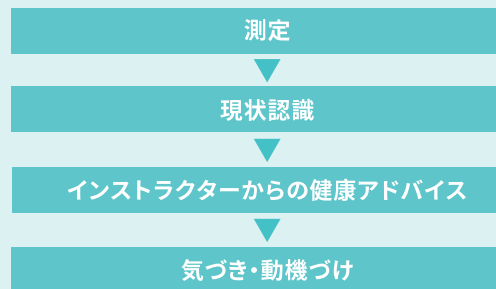 測定
現状認識
インストラクターからの健康アドバイス
気づき・動機づけ